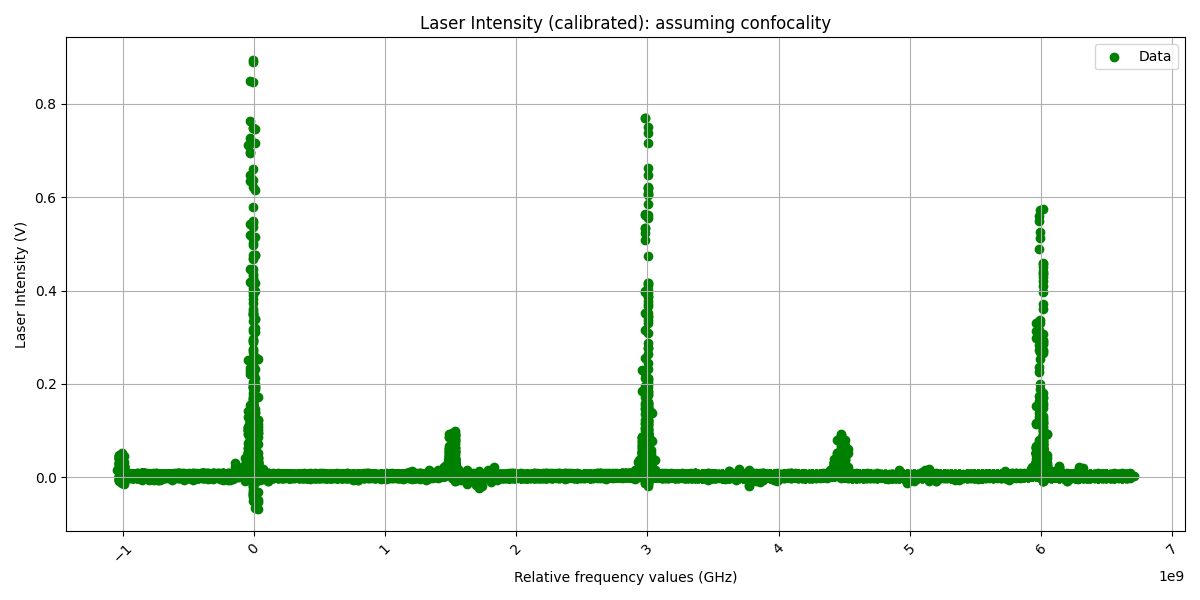 Laser Intensity (calibrated): assuming confocality
Data
Laser Intensity (V)
0.8
0.6
0.4
0.2
0.0
−1
0
1
2
3
4
5
6
7
1e9
Relative frequency values (GHz)